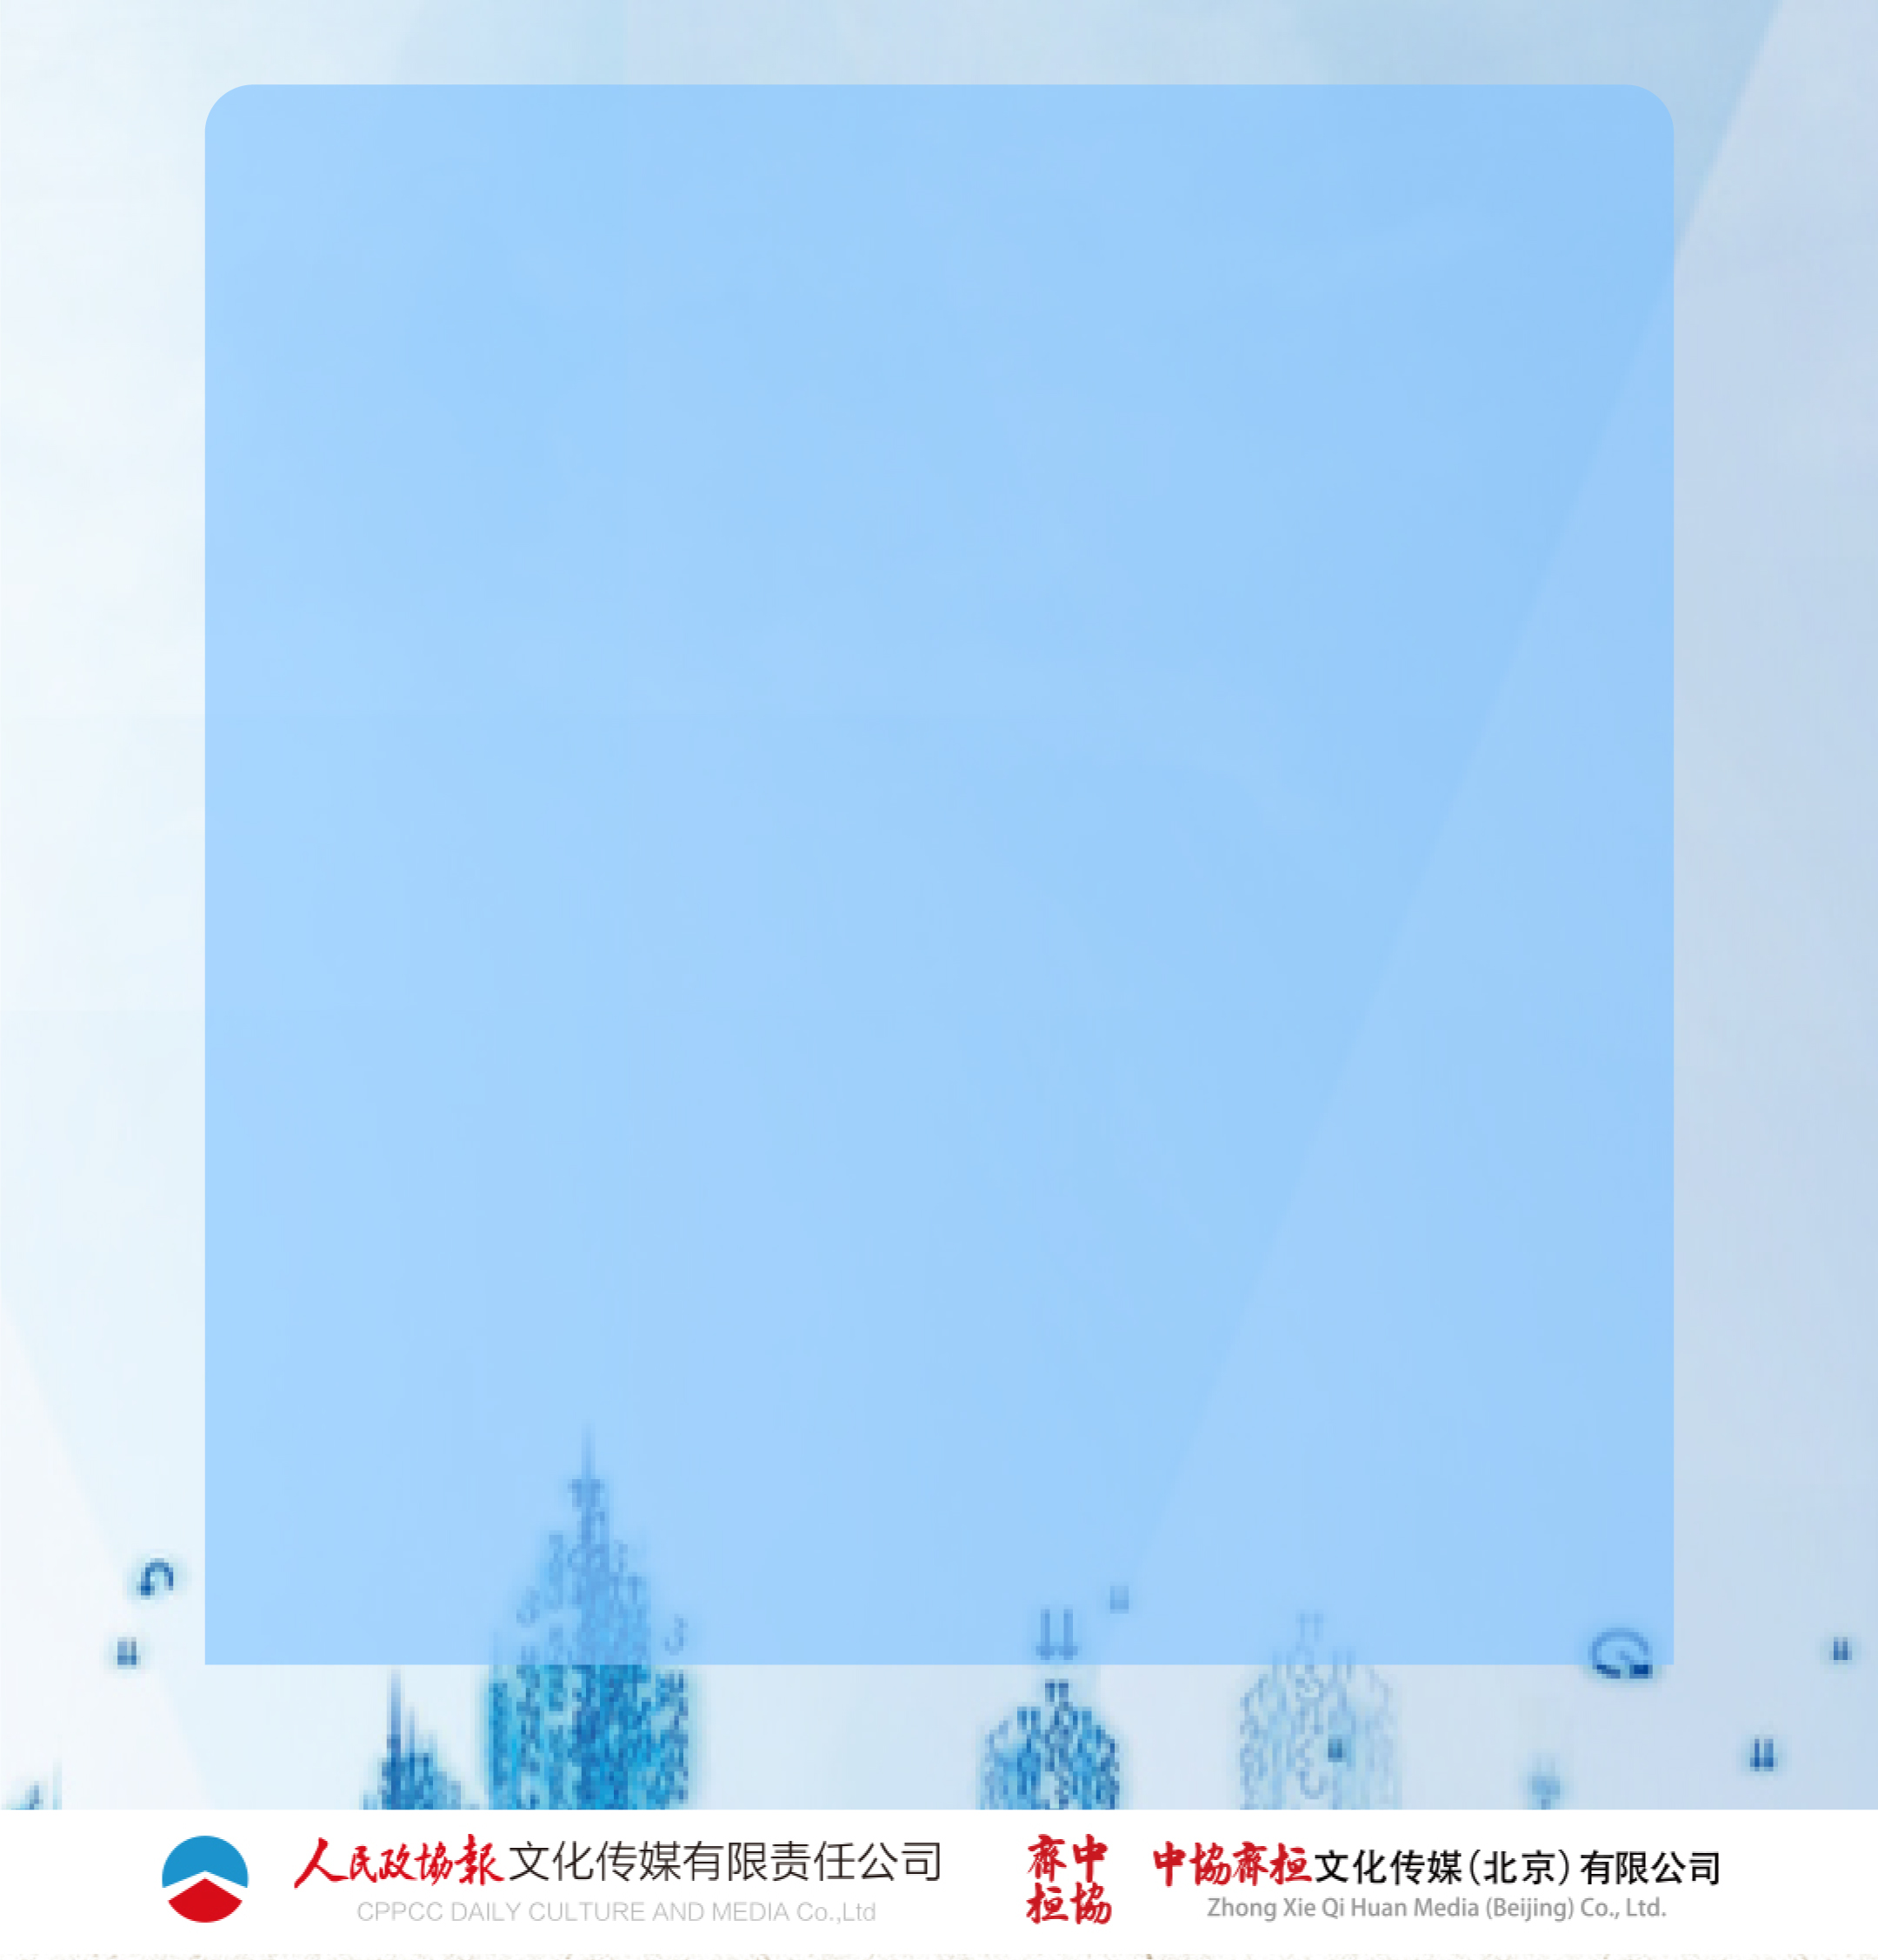 人民政協報文化传媒有限责任公司
CPPCC DAILY CULTURE AND MEDIA Co.,Ltd
齊中
桓協
中協齊桓文化传媒（北京）有限公司
Zhong Xie Qi Huan Media (Beijing) Co., Ltd.